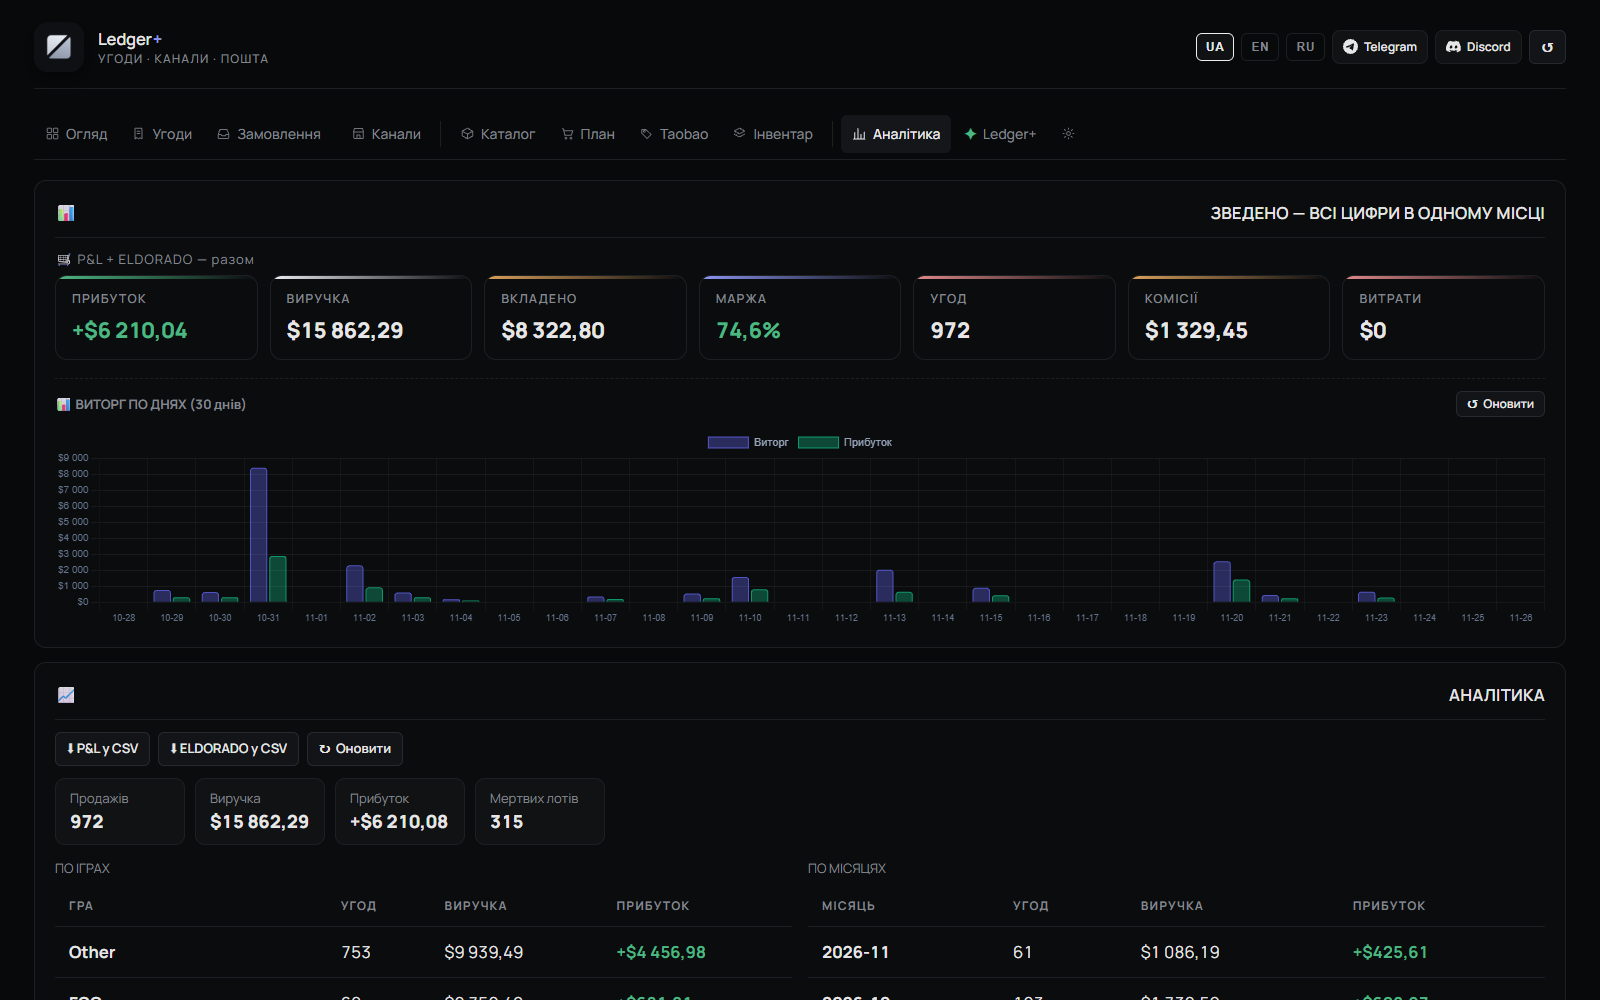 Ledger+
УГОДИ · КАНАЛИ · ПОШТА
UA EN RU Telegram Discord
Огляд Угоди Замовлення Канали Каталог План Taobao Інвентар Аналітика Ledger+
ЗВЕДЕНО — ВСІ ЦИФРИ В ОДНОМУ МІСЦІ
P&L + ELDORADO — разом
ПРИБУТОК ВИРУЧКА ВКЛАДЕНО МАРЖА УГОД КОМІСІЇ ВИТРАТИ
+$6 210,04 $15 862,29 $8 322,80 74,6% 972 $1 329,45 $0
ВИТОРГ ПО ДНЯХ (30 днів) Оновити
Виторг Прибуток
$9 000
$8 000
$7 000
$6 000
$5 000
$4 000
$3 000
$2 000
$1 000
$0
10-28 10-29 10-30 10-31 11-01 11-02 11-03 11-04 11-05 11-06 11-07 11-08 11-09 11-10 11-11 11-12 11-13 11-14 11-15 11-16 11-17 11-18 11-19 11-20 11-21 11-22 11-23 11-24 11-25 11-26
АНАЛІТИКА
P&L у CSV ELDORADO у CSV Оновити
Продажів Виручка Прибуток Мертвих лотів
972 $15 862,29 +$6 210,08 315
ПО ІГРАХ ПО МІСЯЦЯХ
ГРА УГОД ВИРУЧКА ПРИБУТОК МІСЯЦЬ УГОД ВИРУЧКА ПРИБУТОК
Other 753 $9 939,49 +$4 456,98 2026-11 61 $1 086,19 +$425,61